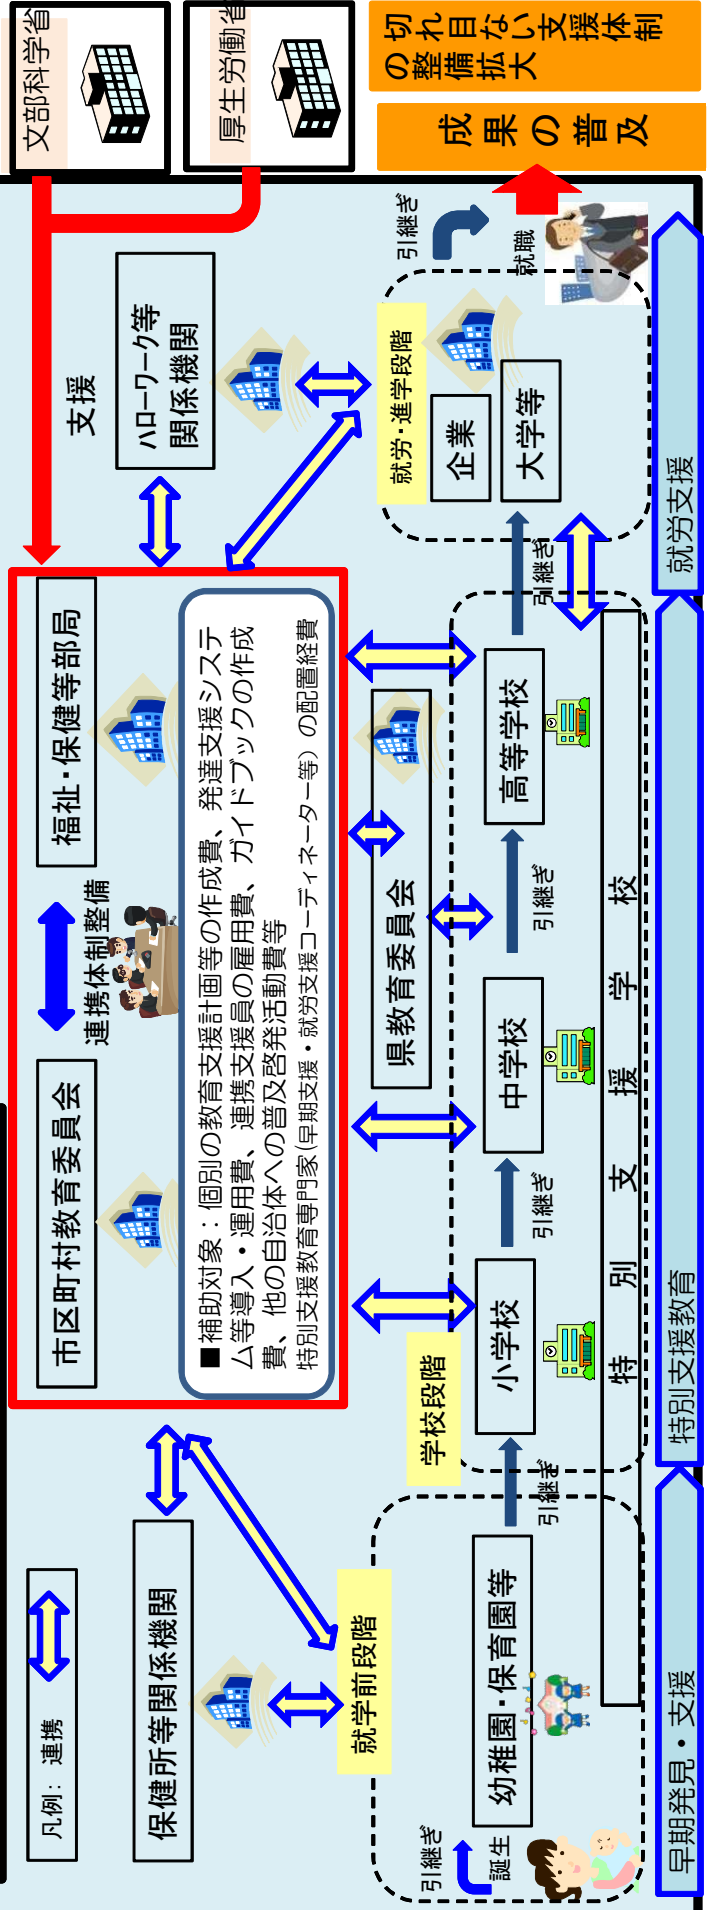 凡例：連携
保健所等関係機関
市区町村教育委員会
連携体制整備
福祉・保健等部局
支援
ハローワーク等
関係機関
文部科学省
厚生労働省
■補助対象：個別の教育支援計画等の作成費、発達支援システ
ム等導入・運用費、連携支援員の雇用費、ガイドブックの作成
費、他の自治体への普及啓発活動費等
特別支援教育専門家(早期支援・就労支援コーディネーター等）の配置経費
県教育委員会
就学前段階
学校段階
就労・進学段階
引継ぎ
誕生
幼稚園・保育園等
引継ぎ
小学校
引継ぎ
中学校
引継ぎ
高等学校
引継ぎ
企業
大学等
引継ぎ
就職
特別支援学校
早期発見・支援
特別支援教育
就労支援
切れ目ない支援体制
の整備拡大
成果の普及